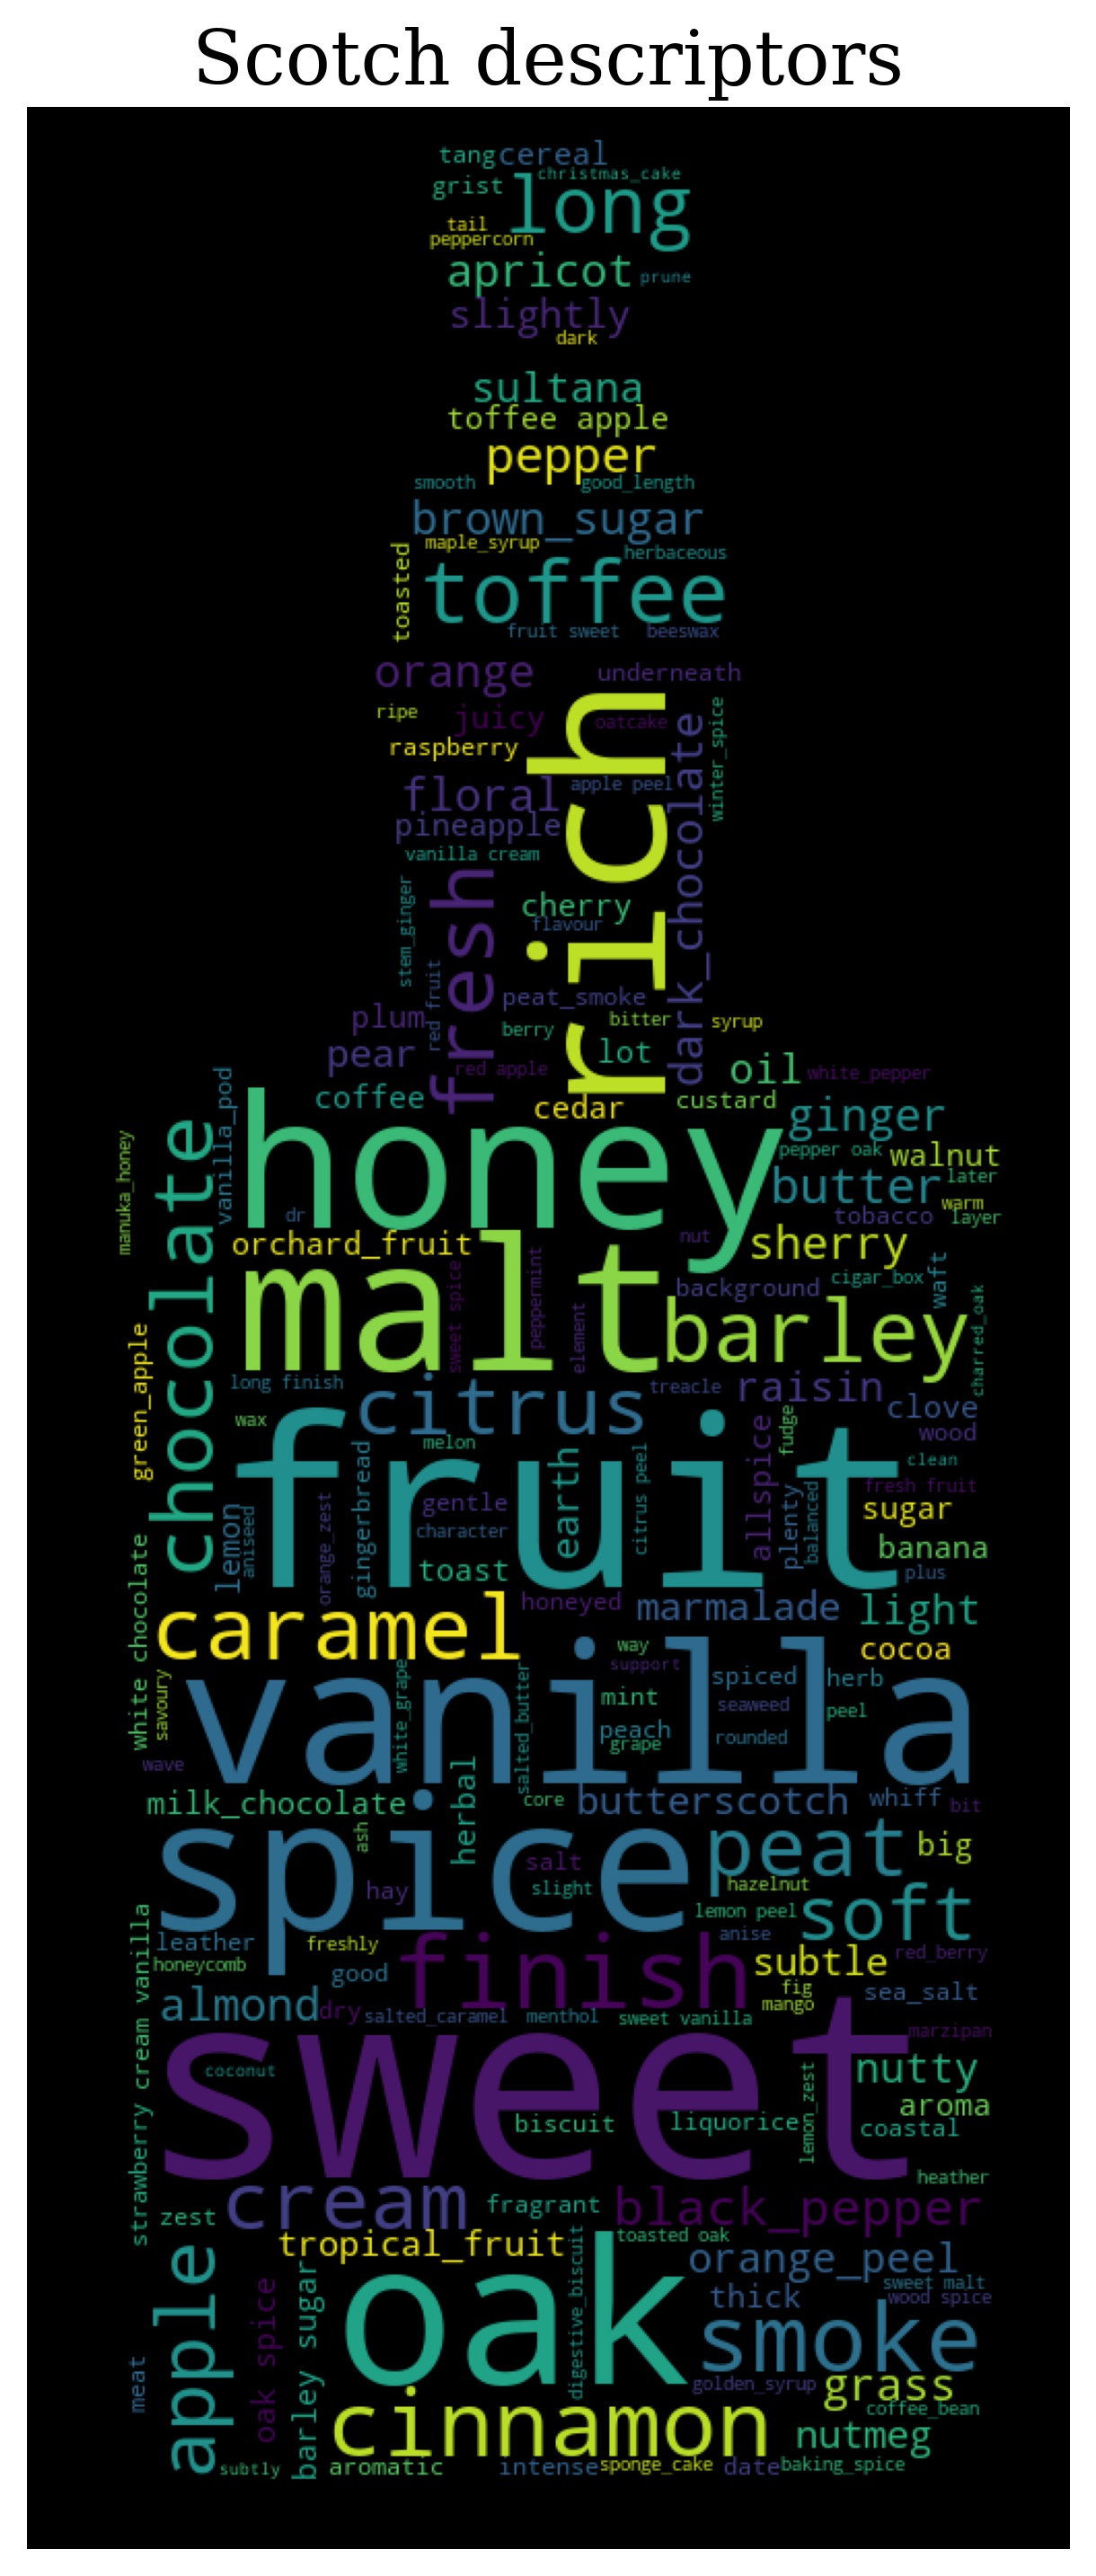 Scotch descriptors
tang cereal
christmas_cake
grist long
tail
peppercorn
apricot prune
slightly
dark
sultana
toffee apple
pepper
smooth good_length
brown_sugar
maple_syrup herbaceous
toasted toffee
fruit sweet beeswax
orange underneath
ripe juicy oatcake
rich
dark_chocolate
winter_spice
raspberry
apple peel
floral
pineapple
vanilla cream
fresh
stem_ginger
cherry
flavour
red fruit
peat_smoke
plum berry bitter syrup
pear lot
red apple
oil white_pepper
vanilla_pod
coffee cedar custard
honey
ginger
chocolate
manuka_honey
pepper oak walnut
butter later
warm
dr tobacco layer
orchard_fruit nut sherry
malt
sweet spice
peppermint
element
background cigar_box waft
barley
charred_oak
green_apple
long finish citrus treacle raisin
clove
wax wood
fruit
melon
allspice
fudge
clean
gingerbread
earth
citrus peel
fresh fruit
lemon
aniseed
orange_zest
gentle
character
plenty
balanced
sugar
toast banana
plus
caramel honeyed marmalade light
white chocolate
way cocoa
support
vanilla
savoury
white_grape
salted_butter
spiced herb
mint seaweed peel
peach
grape rounded
wave
milk_chocolate herbal core butterscotch whiff bit
spice
ash
peat big
salt
hay slight hazelnut
lemon peel soft
strawberry cream vanilla
leather freshly anise
finish
honeycomb good subtle red_berry
fig
almond dry salted_caramel menthol sweet vanilla mango sea_salt
sweet
marzipan
coconut nutty
lemon_zest
aroma
biscuit liquorice coastal
heather
cream fragrant black_pepper
zest
tropical_fruit toasted oak
apple
oak
digestive_biscuit
orange_peel
sweet malt
thick wood spice
oak spice
barley sugar
smoke
meat
golden_syrup grass
coffee_bean
cinnamon nutmeg
subtly aromatic intense sponge_cake date baking_spice